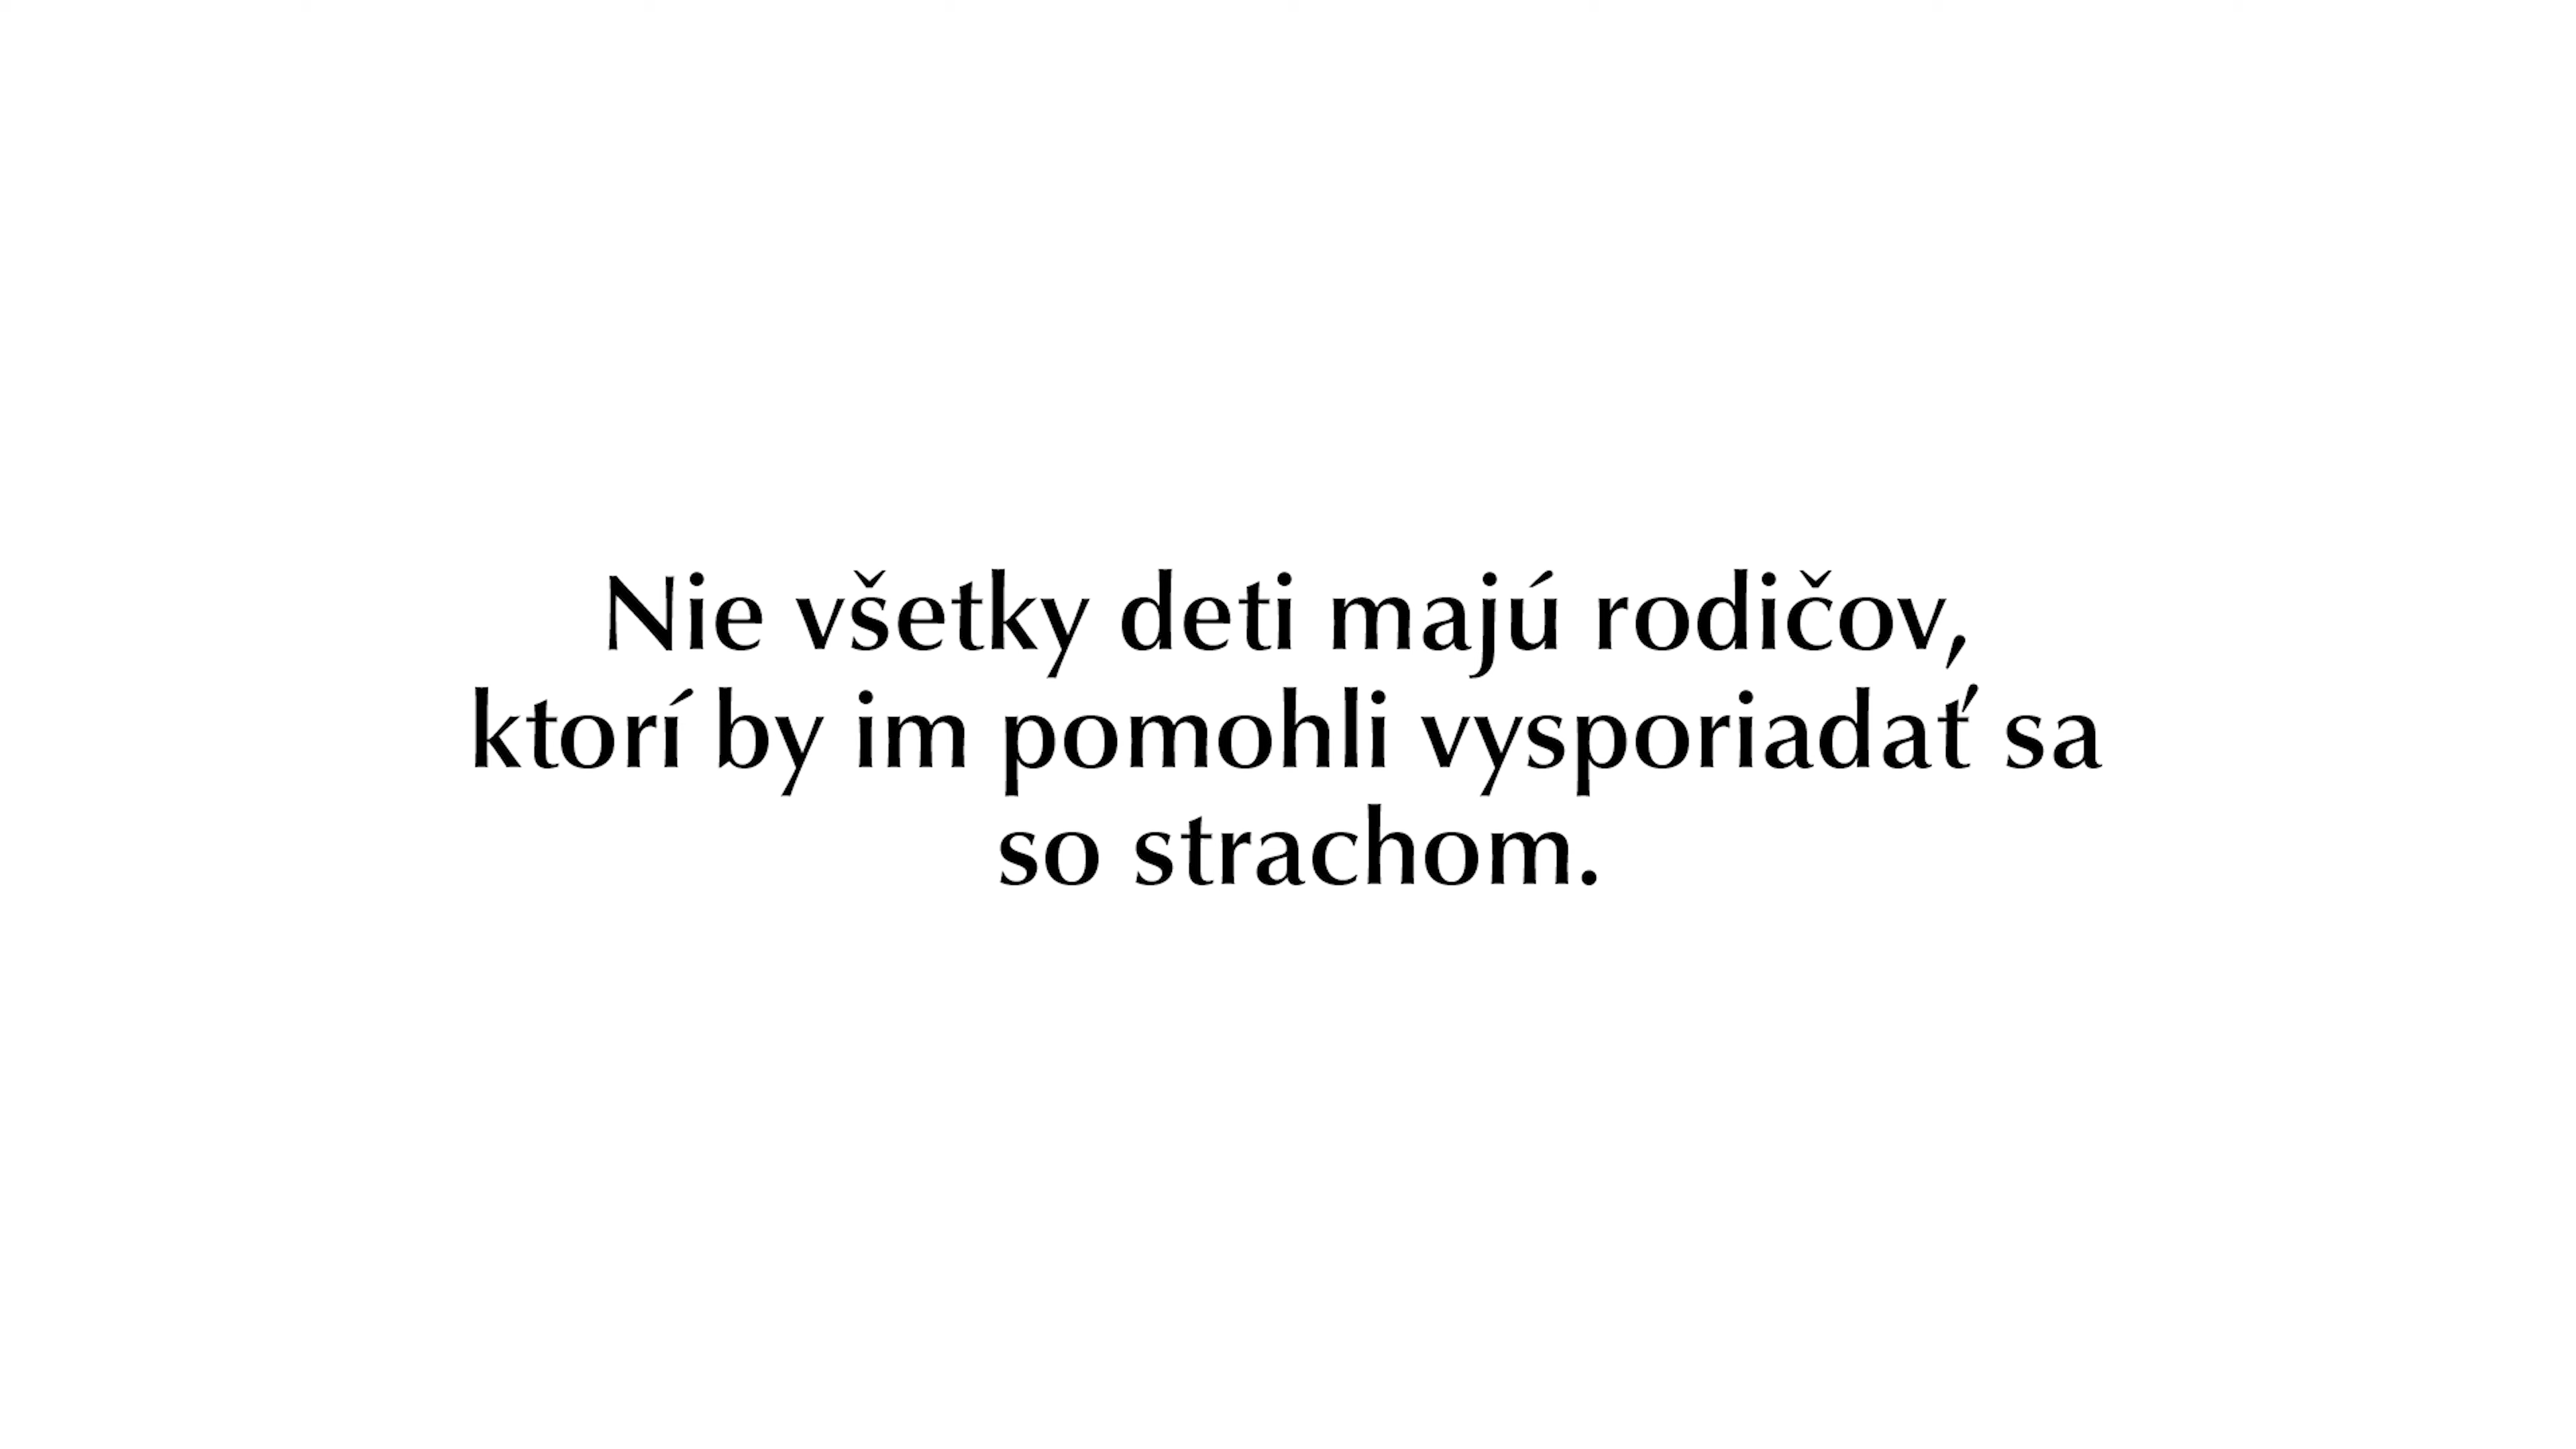 Nie všetky deti majú rodičov,
ktorí by im pomohli vysporiadať sa
so strachom.